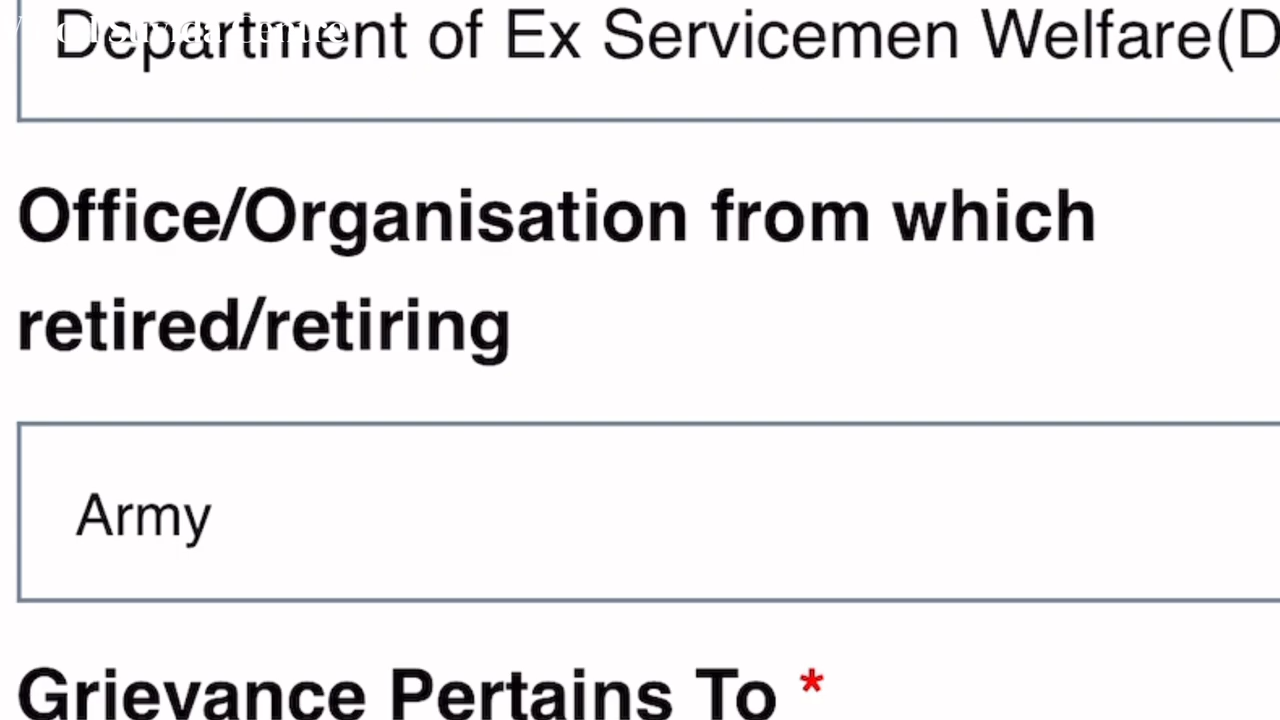 Department of Ex Servicemen Welfare(D
Office/Organisation from which
retired/retiring
Army
Grievance Pertains To *